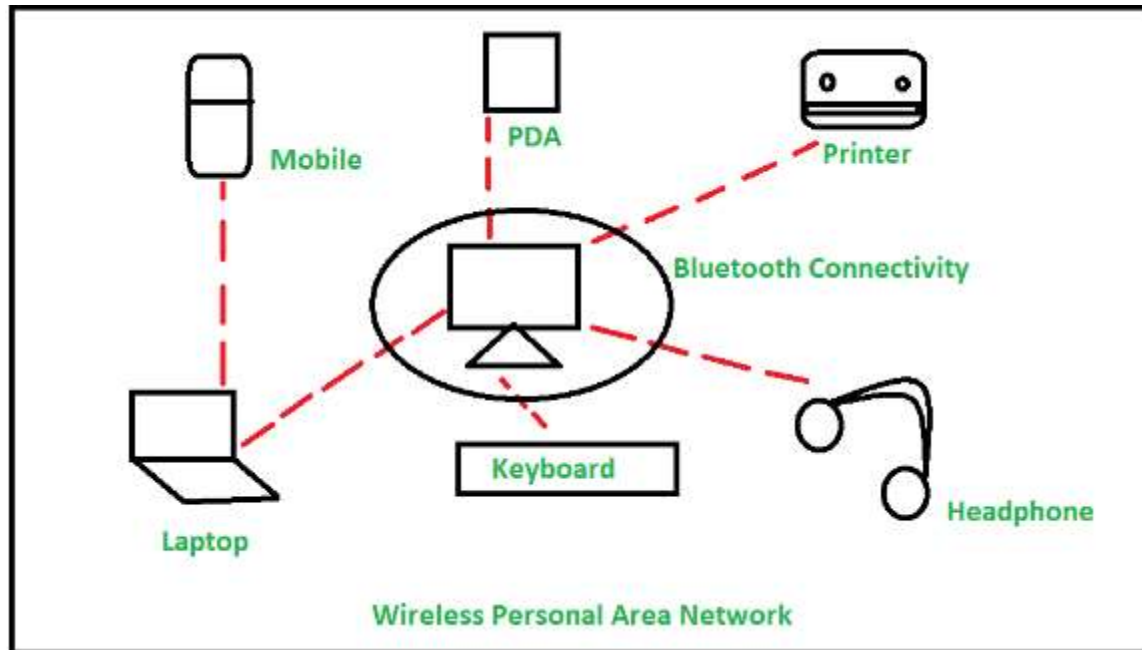 PDA
Mobile
Printer
Bluetooth Connectivity
Keyboard
Headphone
Laptop
Wireless Personal Area Network